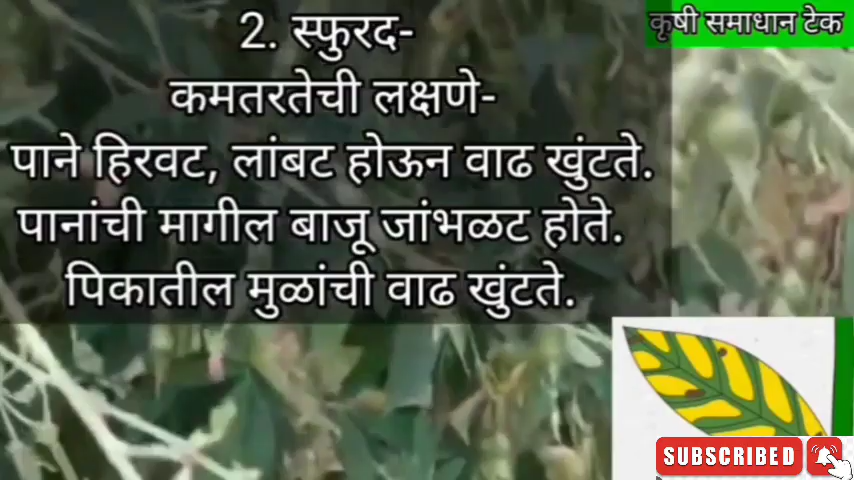 कृषी समाधान टेक
2. स्फुरद-
कमतरतेची लक्षणे-
पाने हिरवट, लांबट होऊन वाढ खुंटते.
पानांची मागील बाजू जांभळट होते.
पिकातील मुळांची वाढ खुंटते.
SUBSCRIBED